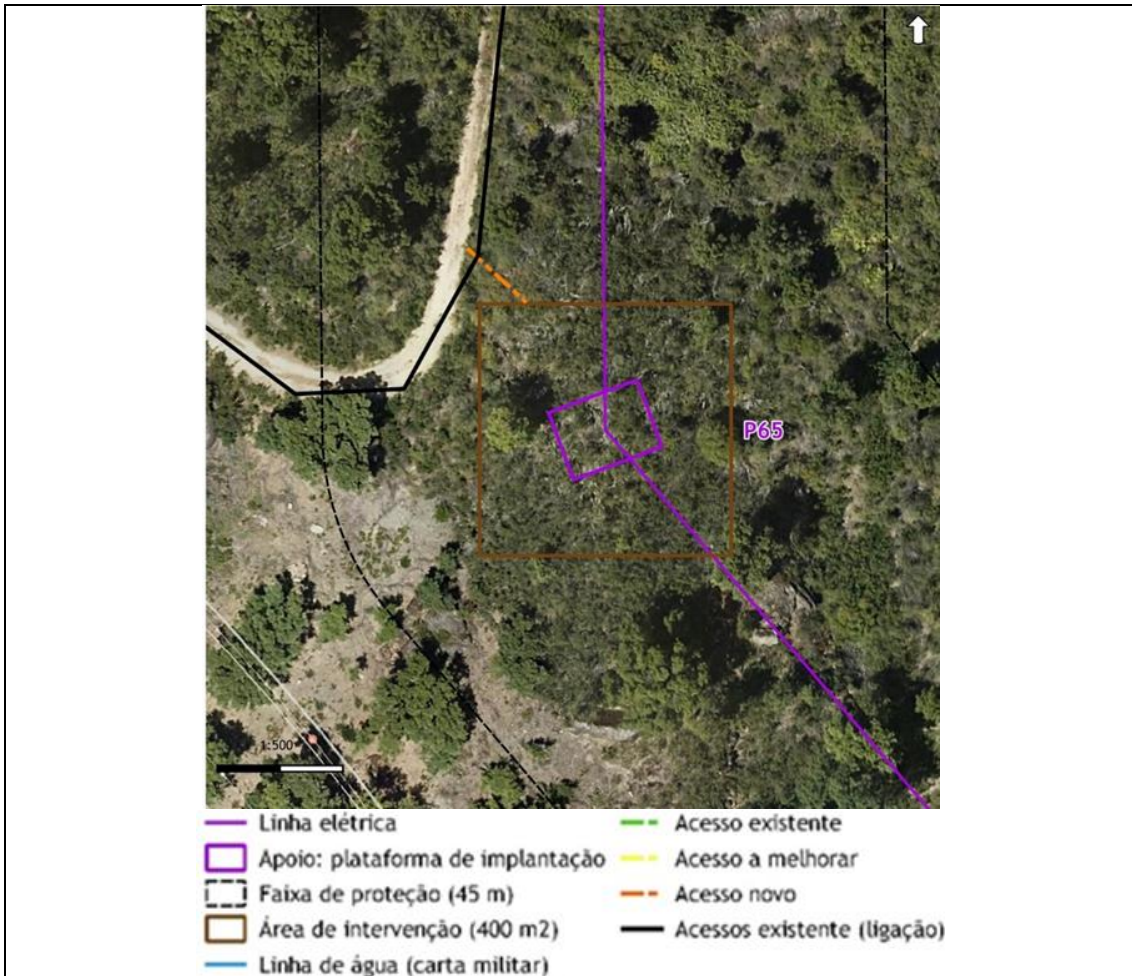 P65
1:500
Linha elétrica
Apoio: plataforma de implantação
Faixa de proteção (45 m)
Área de intervenção (400 m2)
Linha de água (carta militar)
Acesso existente
Acesso a melhorar
Acesso novo
Acessos existente (ligação)